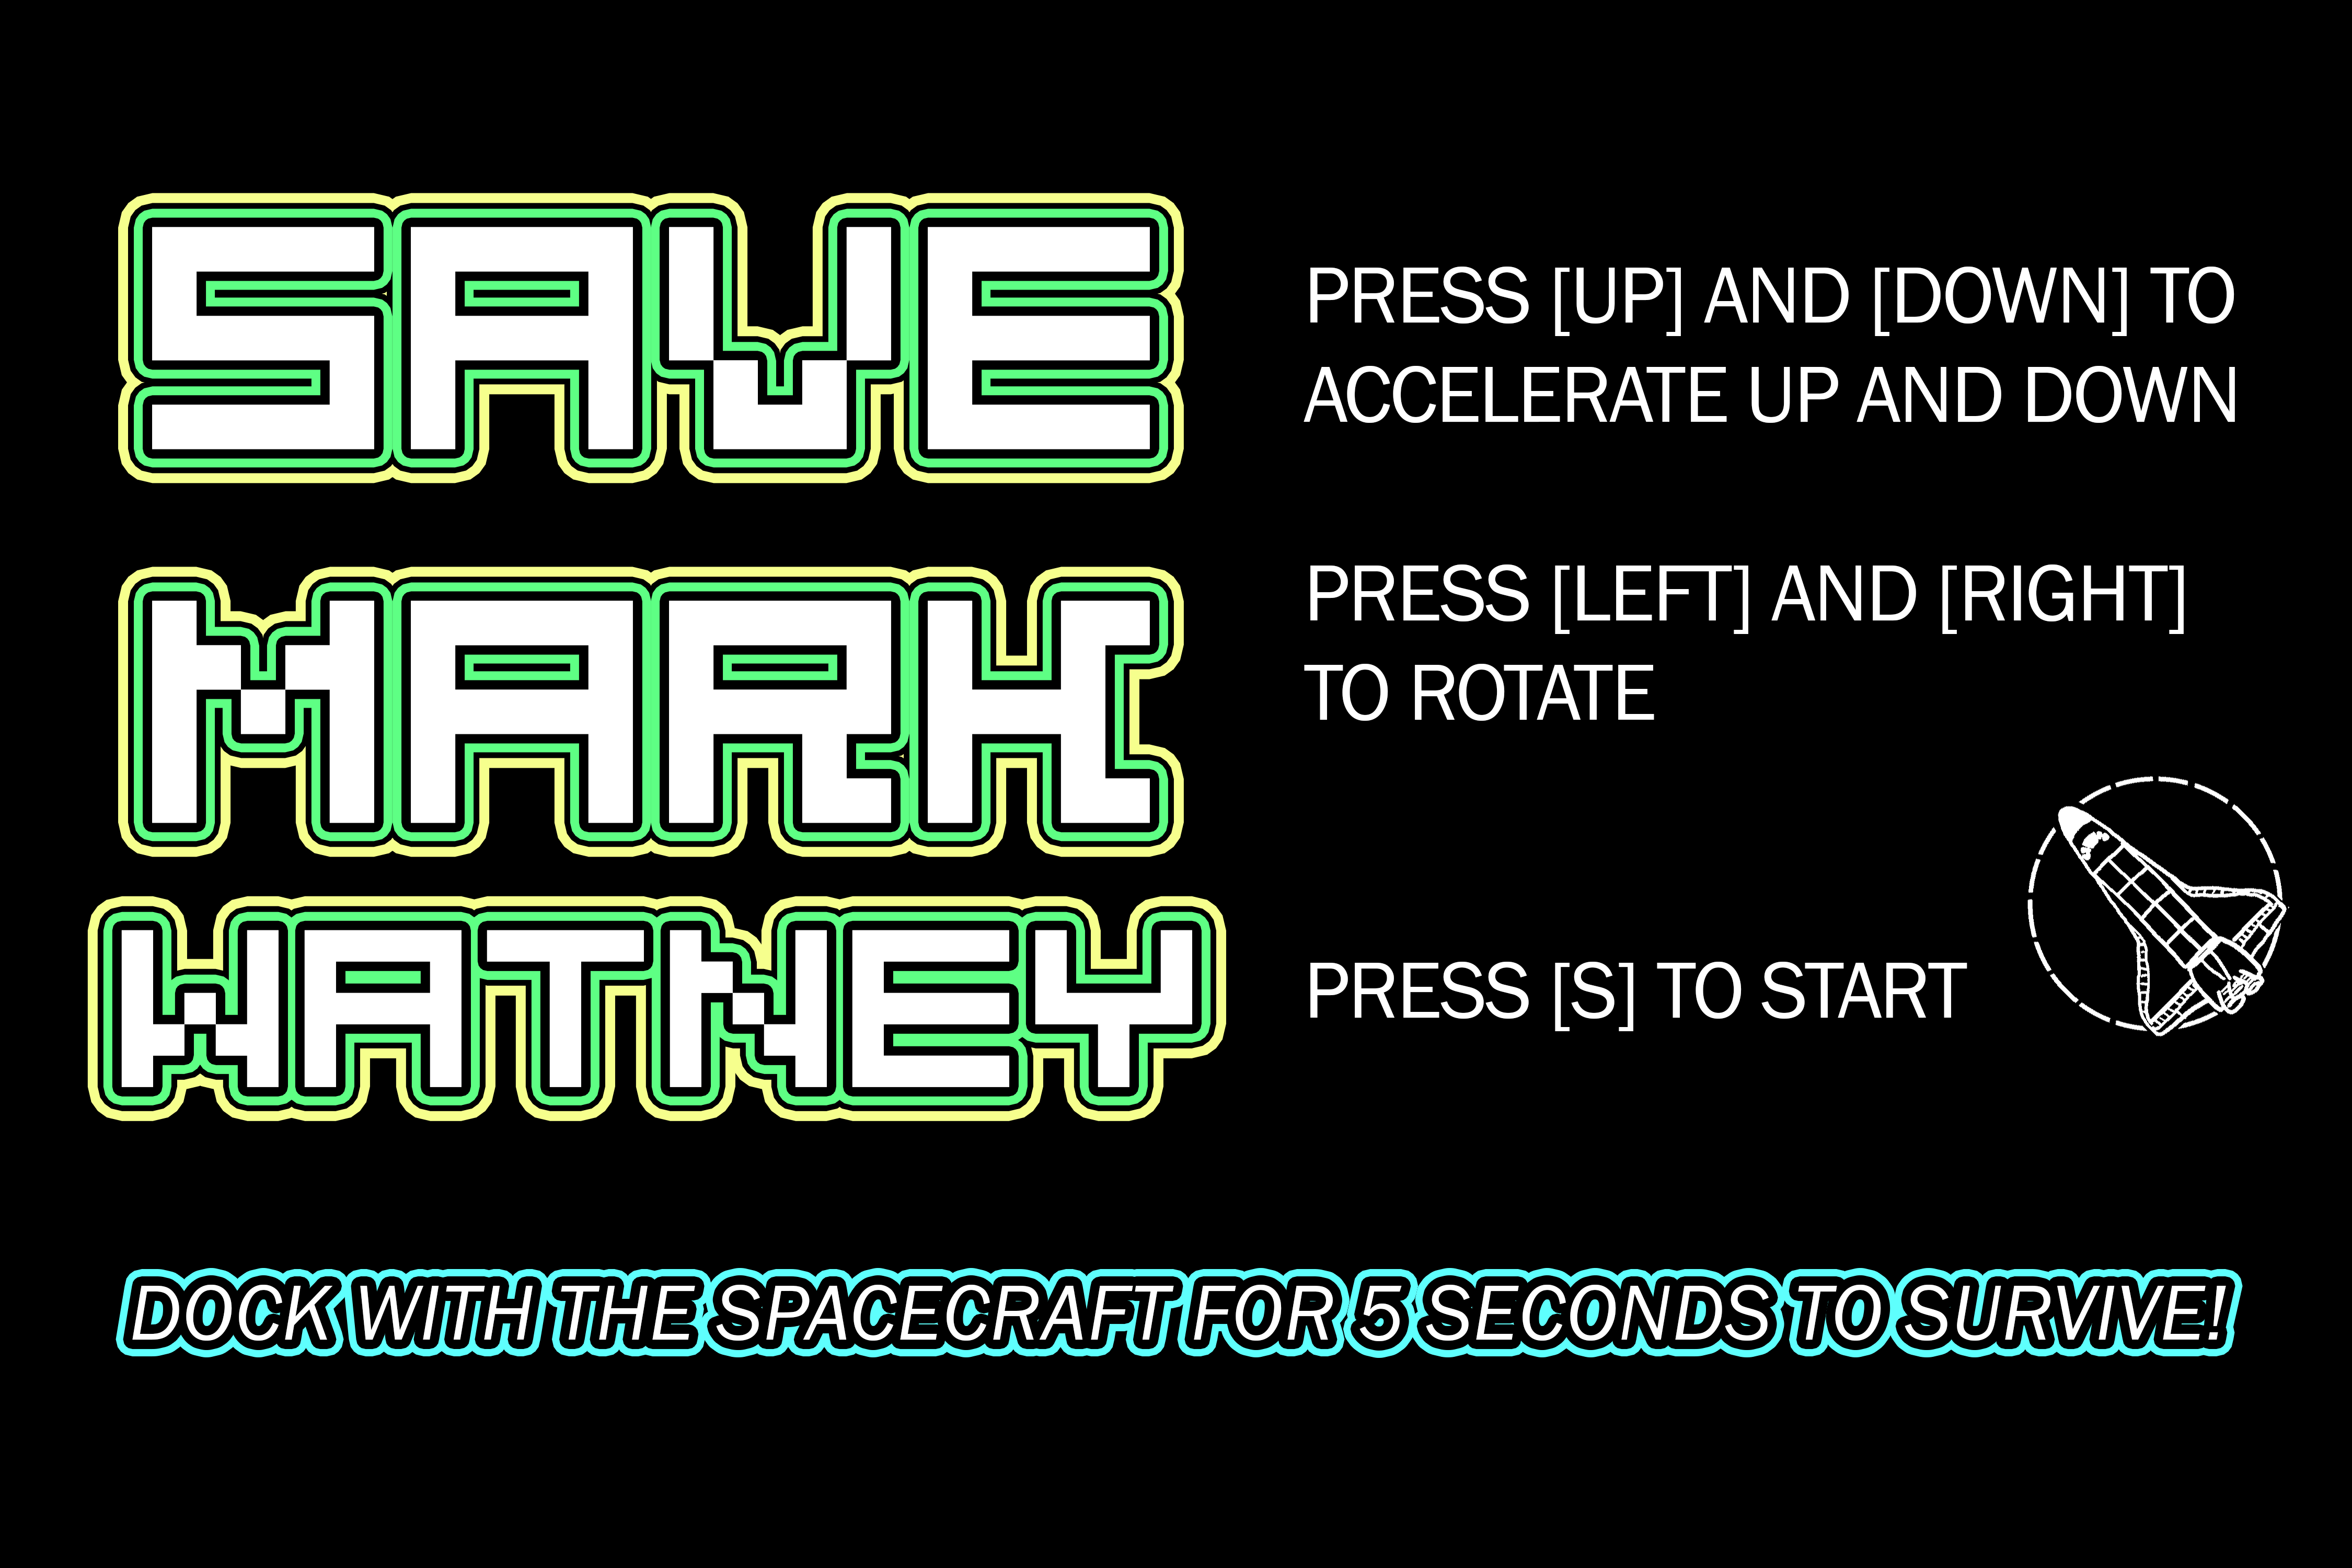 SAVE
MARK
WATNEY
PRESS [UP] AND [DOWN] TO
ACCELERATE UP AND DOWN
PRESS [LEFT] AND [RIGHT]
TO ROTATE
PRESS [S] TO START
DOCK WITH THE SPACECRAFT FOR 5 SECONDS TO SURVIVE!